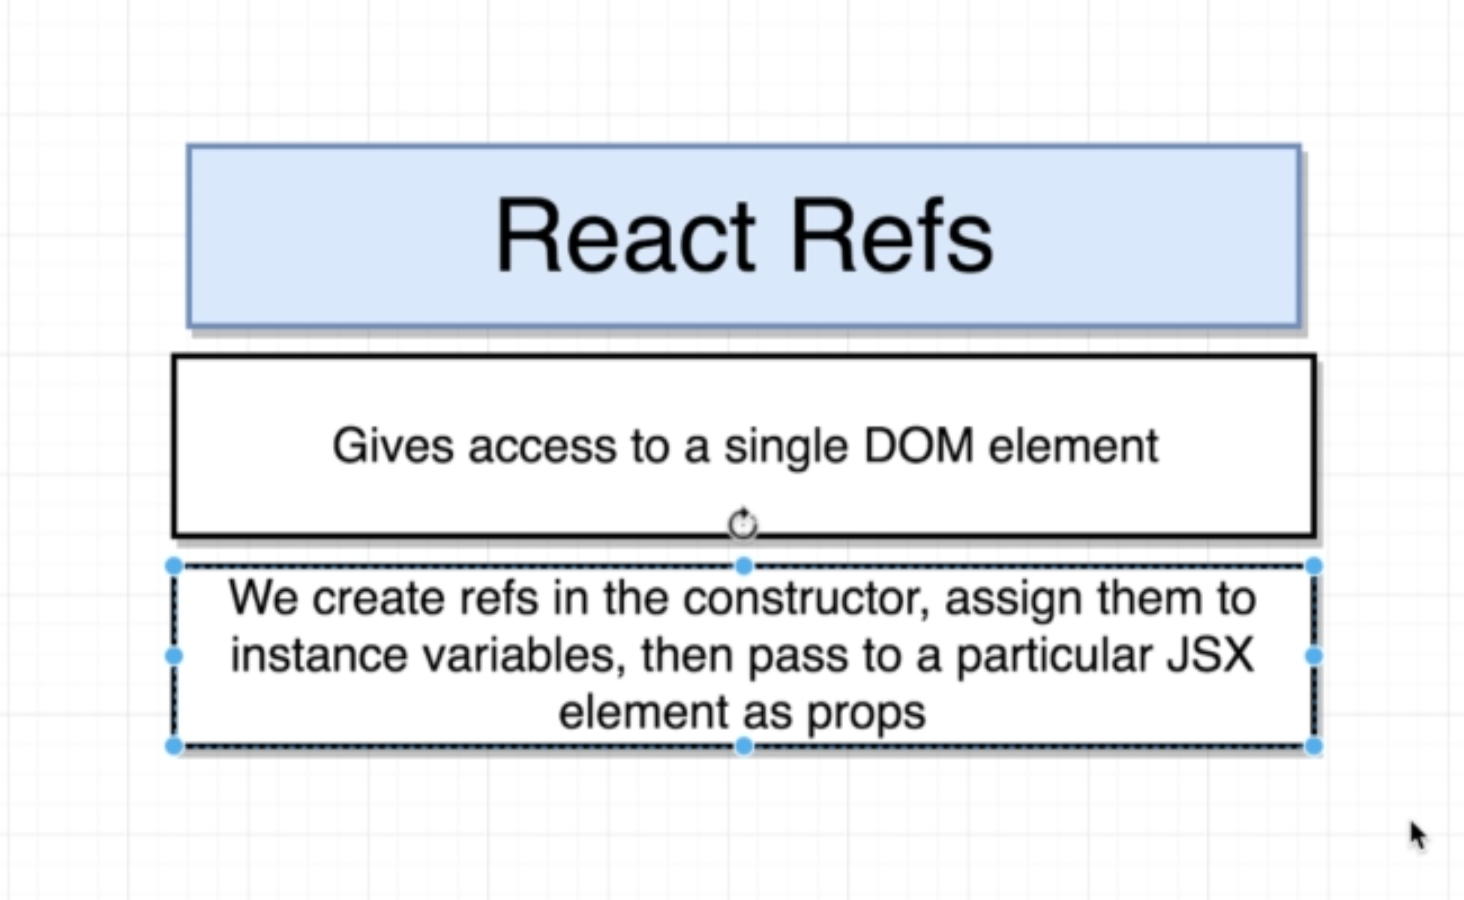 React Refs
Gives access to a single DOM element
We create refs in the constructor, assign them to
instance variables, then pass to a particular JSX
element as props